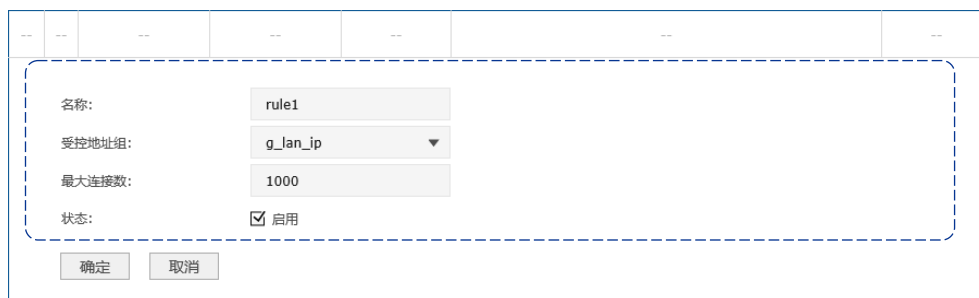 -- -- -- -- -- -- --
名称: rule1
受控地址组: g_lan_ip
最大连接数: 1000
状态: 启用
确定 取消